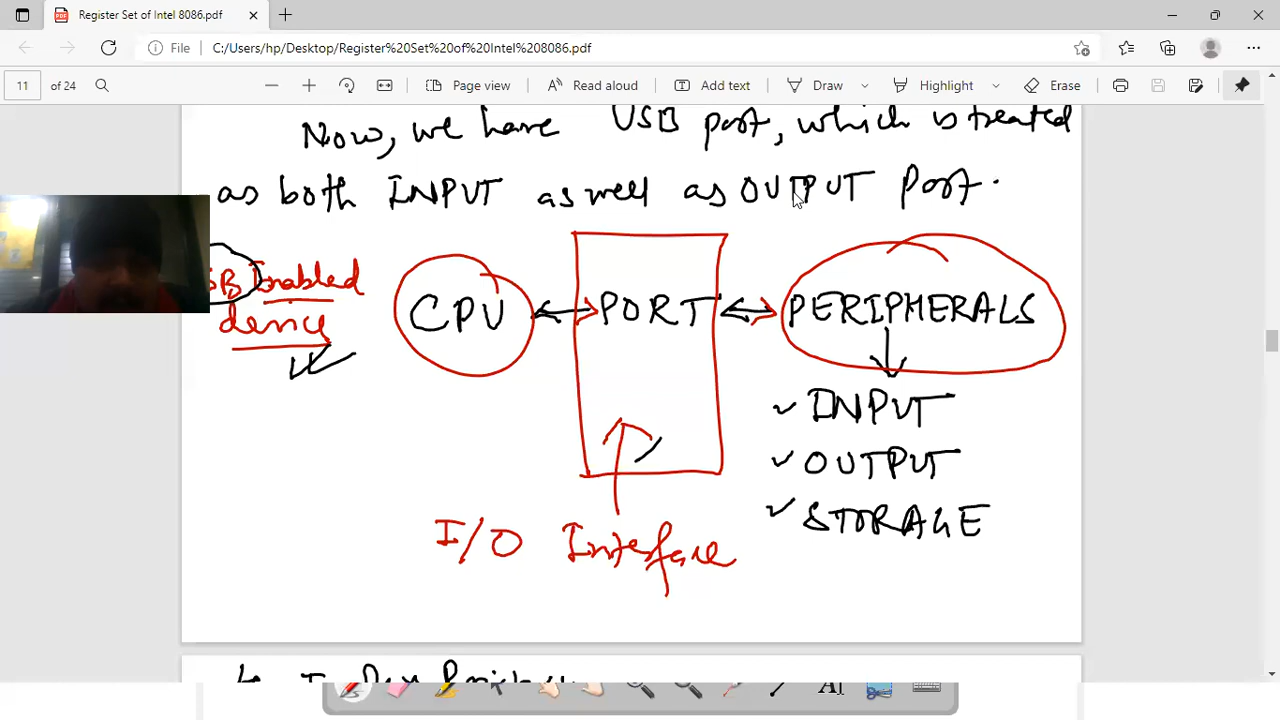 Register Set of Intel 8086.pdf
File C:/Users/hp/Desktop/Register%20Set%20of%20Intel%208086.pdf
11 of 24 Page view Read aloud Add text Draw Highlight Erase
Now, we have USB port, which is treated
as both INPUT as well as OUTPUT Port.
SB Enabled
device
CPU PORT PERIPHERALS
INPUT
OUTPUT
STORAGE
I/O Interface